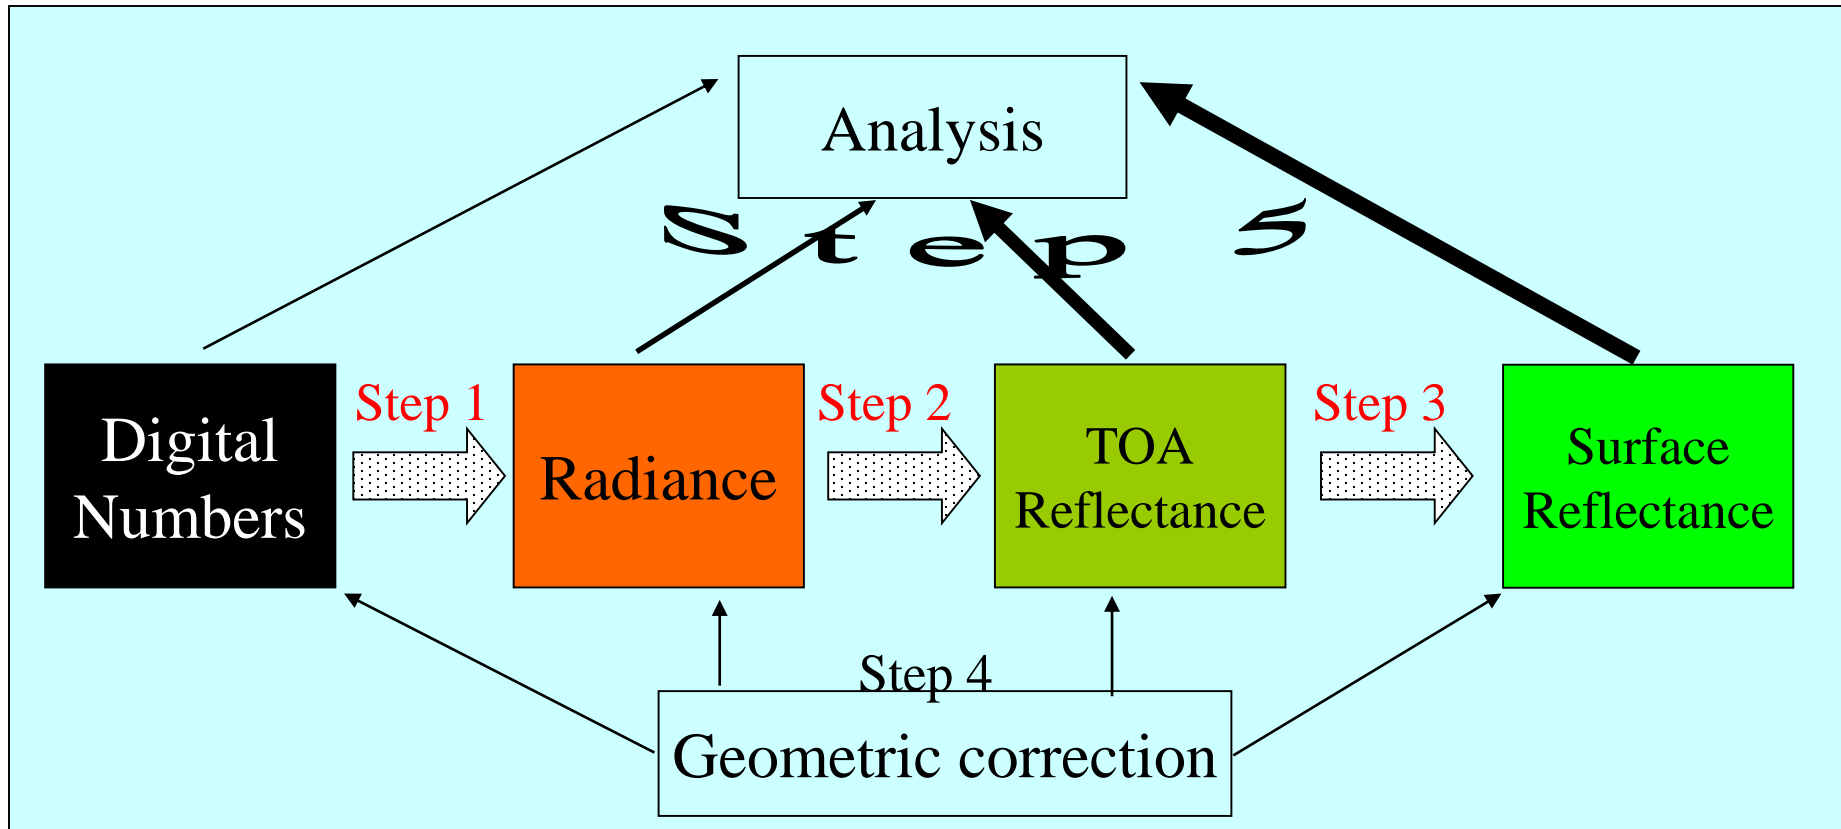 Analysis
Step 5
Digital
Numbers
Step 1
Radiance
Step 2
TOA
Reflectance
Step 3
Surface
Reflectance
Step 4
Geometric correction